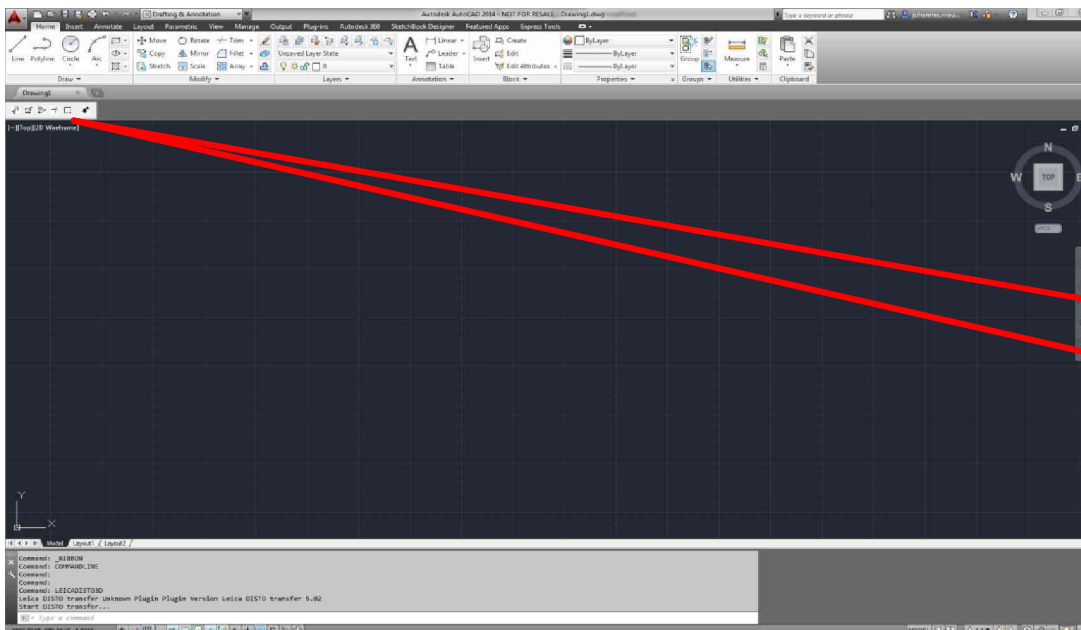 Drafting & Annotation
Autodesk AutoCAD 2014 - NOT FOR RESALE - Drawing1.dwg
Type a keyword or phrase
Home Insert Annotate Layout Parametric View Manage Output Plug-ins Autodesk 360 SketchBook Designer Featured Apps Express Tools
Move Rotate Trim
Unsaved Layer State
Linear
Create
ByLayer
Line Polyline Circle Arc
Copy Mirror Fillet
Text
Leader
Insert
Edit
ByLayer
Group
Measure
Paste
Stretch Scale Array
0
Table
Edit Attributes
ByLayer
Draw Modify Layers Annotation Block Properties Groups Utilities Clipboard
Drawing1
[-][Top][2D Wireframe]
N
W TOP E
S
Y
X
Model Layout1 Layout2
Command: _RIBBON
Command: COMMANDLINE
Command:
Command:
Command: LEICADISTO3D
Leica DISTO transfer Unknown Plugin Plugin Version Leica DISTO transfer 5.02
Start DISTO transfer...
Type a command